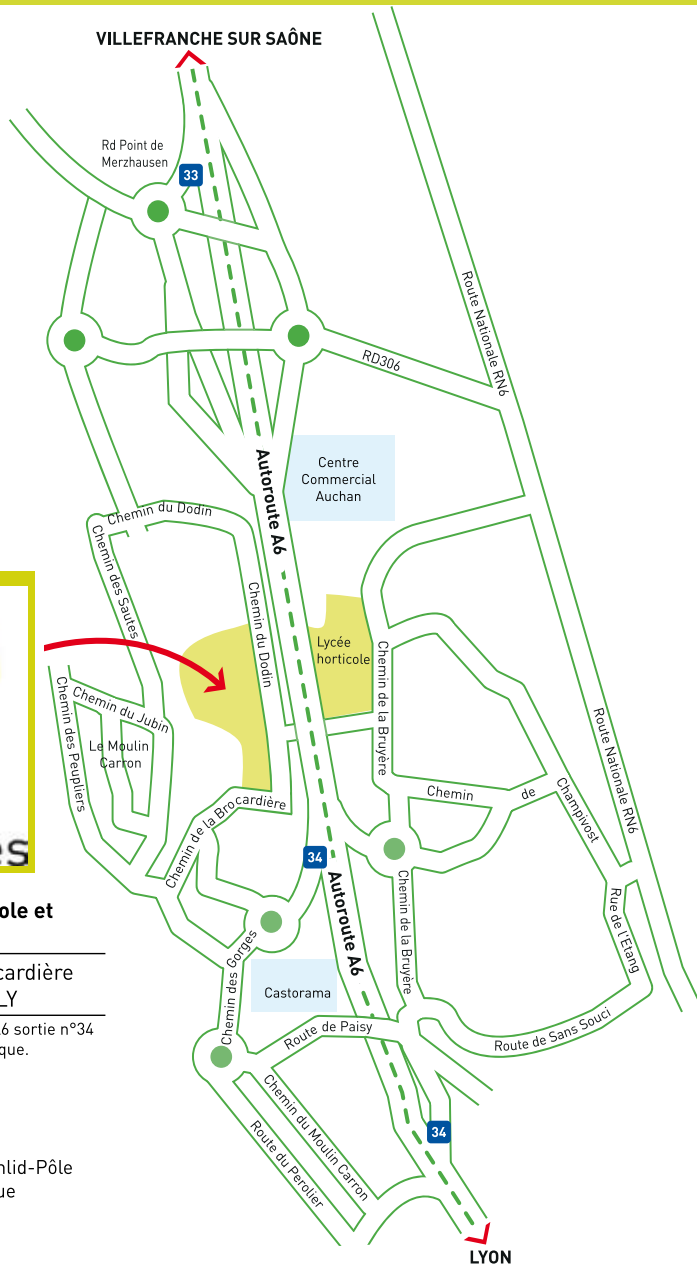 VILLEFRANCHE SUR SAÔNE
Rd Point de
Merzhausen
33
Route Nationale RN6
RD306
Centre
Commercial
Auchan
Autoroute A6
Chemin du Dodin
Chemin des Sautes
Chemin du Dodin
Lycée
horticole
Chemin de la Bruyère
Chemin des Peupliers
Chemin du Jubin
Le Moulin
Carron
Route Nationale RN6
Chemin de Champivost
Chemin de la Brocardière
34
Autoroute A6
Chemin de la Bruyère
Rue de l'Etang
Chemin des Gorges
Castorama
Route de Paisy
Route de Sans Souci
Chemin du Moulin Carron
Route du Perolier
34
LYON
es
ole et
cardière
LY
6 sortie n°34
que.
lid-Pôle
ue